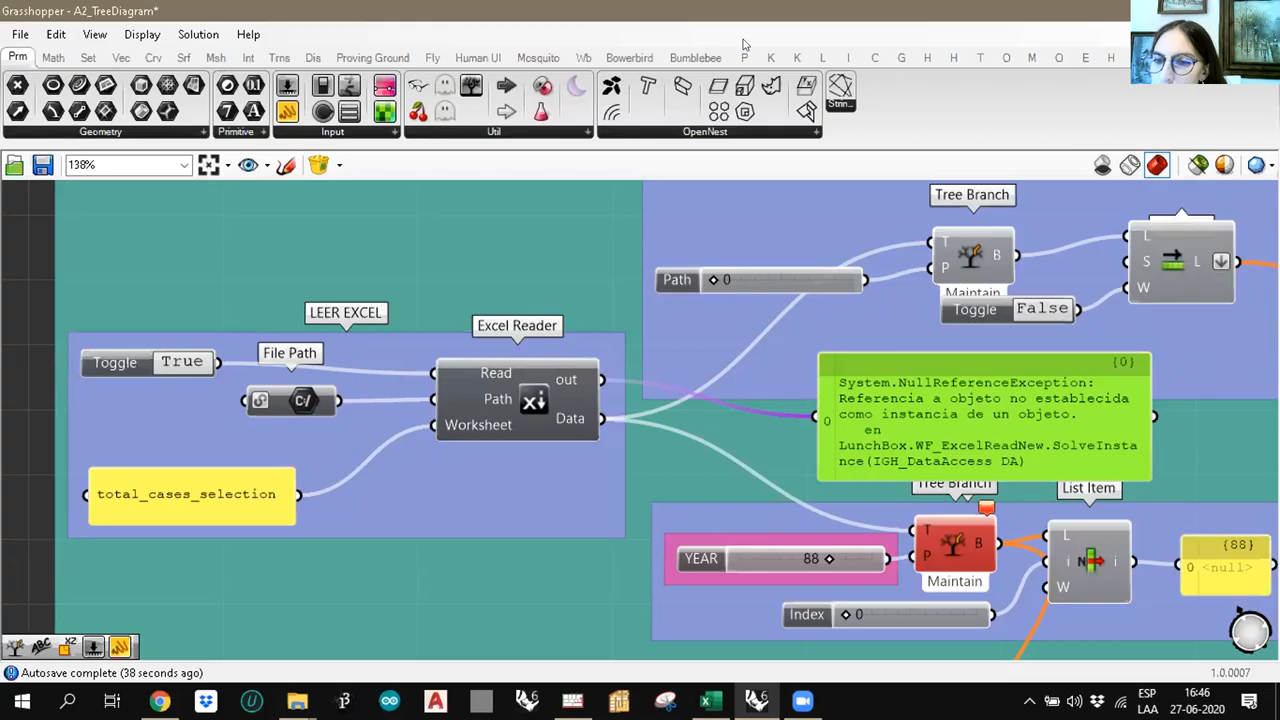 Grasshopper - A2_TreeDiagram*
File Edit View Display Solution Help
Prm Math Set Vec Crv Srf Msh Int Trns Dis Proving Ground Fly Human UI Mosquito Wb Bowerbird Bumblebee P K K L I C G H T O M O E H
Strin...
Geometry + Primitive + Input + Util + OpenNest +
138%
Tree Branch
T
P
B
Maintain
L
S
W
L
Path 0
Toggle False
LEER EXCEL
Excel Reader
Toggle True
File Path
C:/
Read
Path
Worksheet
out
Data
total_cases_selection
{0}
0
System.NullReferenceException:
Referencia a objeto no establecida
como instancia de un objeto.
en
LunchBox.WF_ExcelReadNew.SolveInsta
nce(IGH_DataAccess DA)
Tree Branch
List Item
YEAR 88
T
P
B
Maintain
L
i
W
N
i
{88}
0 <null>
Index 0
Autosave complete (38 seconds ago)
1.0.0007
ESP
LAA
16:46
27-06-2020